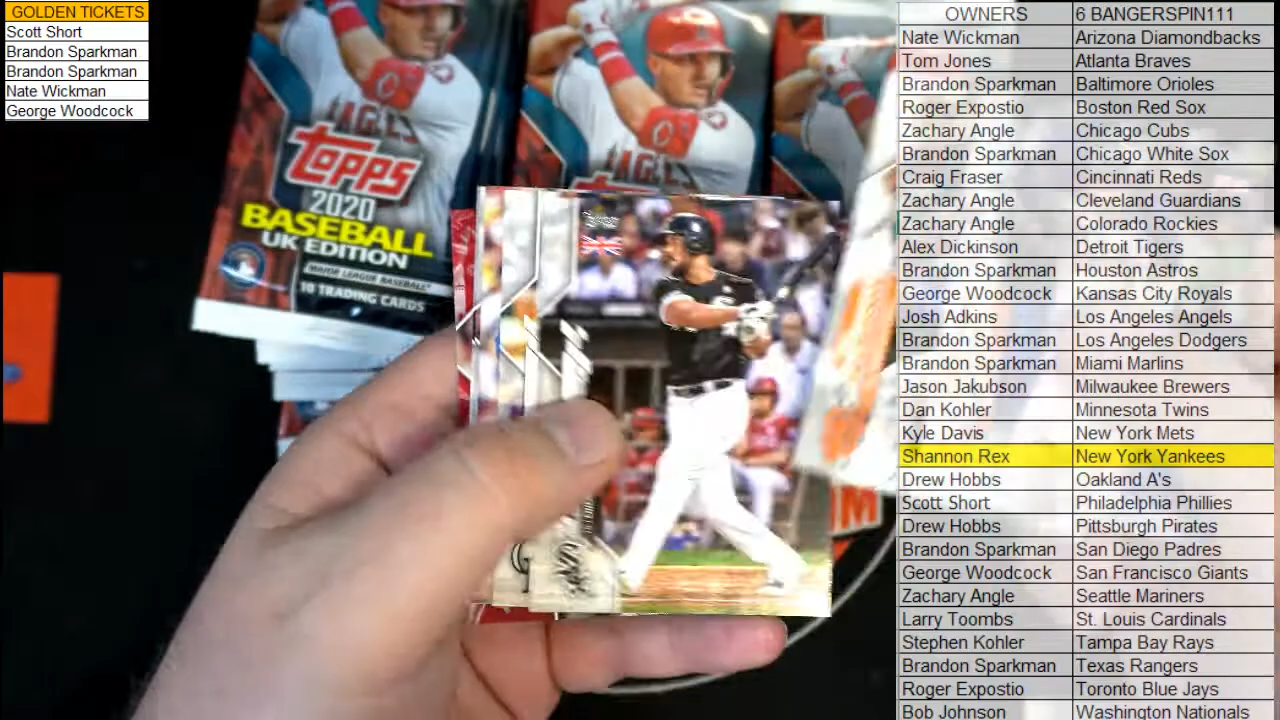 GOLDEN TICKETS
Scott Short
Brandon Sparkman
Brandon Sparkman
Nate Wickman
George Woodcock
TOPPS
2020
BASEBALL
UK EDITION
MAJOR LEAGUE BASEBALL
10 TRADING CARDS
OWNERS 6 BANGERSPIN111
Nate Wickman Arizona Diamondbacks
Tom Jones Atlanta Braves
Brandon Sparkman Baltimore Orioles
Roger Expostio Boston Red Sox
Zachary Angle Chicago Cubs
Brandon Sparkman Chicago White Sox
Craig Fraser Cincinnati Reds
Zachary Angle Cleveland Guardians
Zachary Angle Colorado Rockies
Alex Dickinson Detroit Tigers
Brandon Sparkman Houston Astros
George Woodcock Kansas City Royals
Josh Adkins Los Angeles Angels
Brandon Sparkman Los Angeles Dodgers
Brandon Sparkman Miami Marlins
Jason Jakubson Milwaukee Brewers
Dan Kohler Minnesota Twins
Kyle Davis New York Mets
Shannon Rex New York Yankees
Drew Hobbs Oakland A's
Scott Short Philadelphia Phillies
Drew Hobbs Pittsburgh Pirates
Brandon Sparkman San Diego Padres
George Woodcock San Francisco Giants
Zachary Angle Seattle Mariners
Larry Toombs St. Louis Cardinals
Stephen Kohler Tampa Bay Rays
Brandon Sparkman Texas Rangers
Roger Expostio Toronto Blue Jays
Bob Johnson Washington Nationals